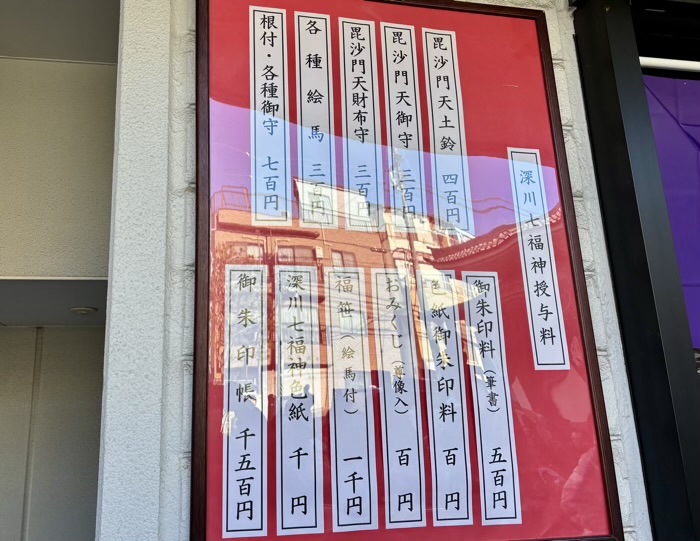 深川七福神授与料
毘沙門天土鈴 四百円
毘沙門天御守 三百円
毘沙門天財布守 三百円
各種絵馬 三百円
根付・各種御守 七百円
御朱印料(筆書) 五百円
色紙御朱印料 百円
おみくじ(尊像入) 百円
福笹(絵馬付) 一千円
深川七福神色紙 千円
御朱印帳 千五百円